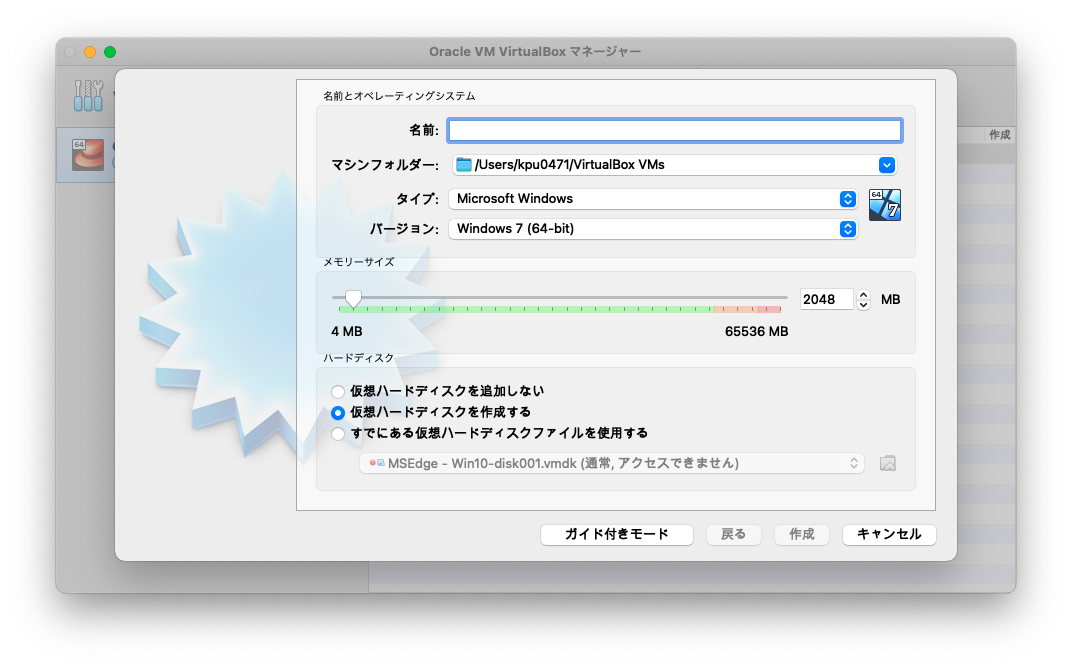 Oracle VM VirtualBox マネージャー
64
作成
名前とオペレーティングシステム
名前:
マシンフォルダー: /Users/kpu0471/VirtualBox VMs
タイプ: Microsoft Windows
64
7
バージョン: Windows 7 (64-bit)
メモリーサイズ
2048 MB
4 MB 65536 MB
ハードディスク
仮想ハードディスクを追加しない
仮想ハードディスクを作成する
すでにある仮想ハードディスクファイルを使用する
MSEdge - Win10-disk001.vmdk (通常, アクセスできません)
ガイド付きモード 戻る 作成 キャンセル